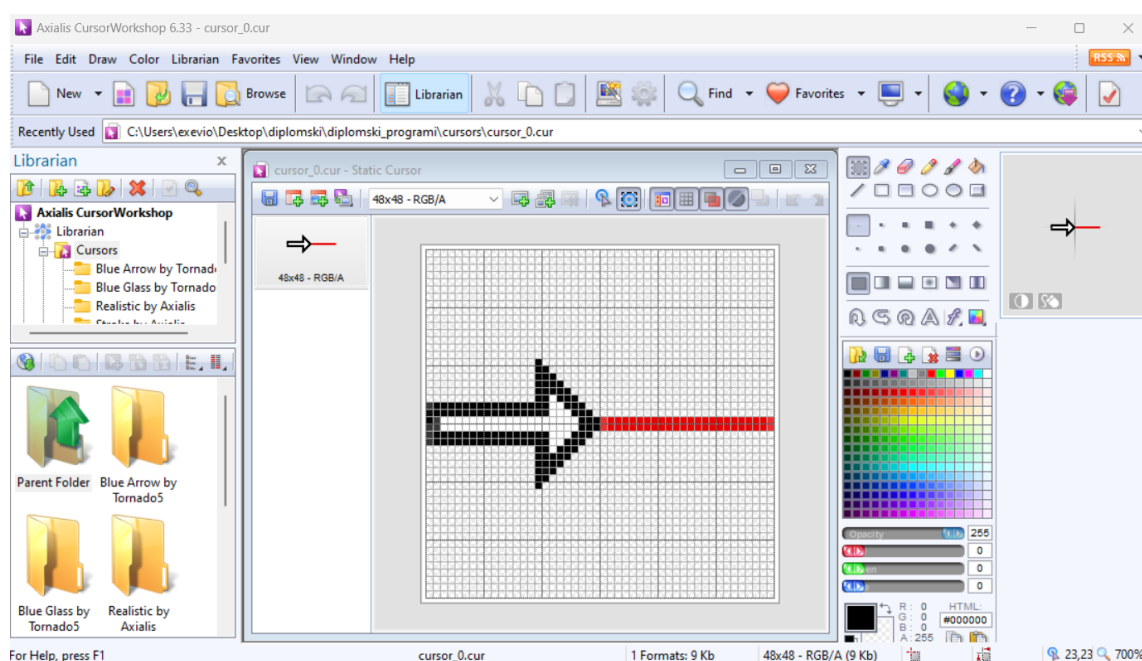 Axialis CursorWorkshop 6.33 - cursor_0.cur
File Edit Draw Color Librarian Favorites View Window Help
RSS
New Browse Librarian Find Favorites
Recently Used C:\Users\exevio\Desktop\diplomski\diplomski_programi\cursors\cursor_0.cur
Librarian
Axialis CursorWorkshop
Librarian
Cursors
Blue Arrow by Tornado
Blue Glass by Tornado
Realistic by Axialis
Parent Folder
Blue Arrow by
Tornado5
Blue Glass by
Tornado5
Realistic by
Axialis
cursor_0.cur - Static Cursor
48x48 - RGB/A
48x48 - RGB/A
Opacity 255
0
0
0
R: 0
G: 0
B: 0
A: 255
HTML:
#000000
For Help, press F1 cursor_0.cur 1 Formats: 9 Kb 48x48 - RGB/A (9 Kb) 23,23 700%